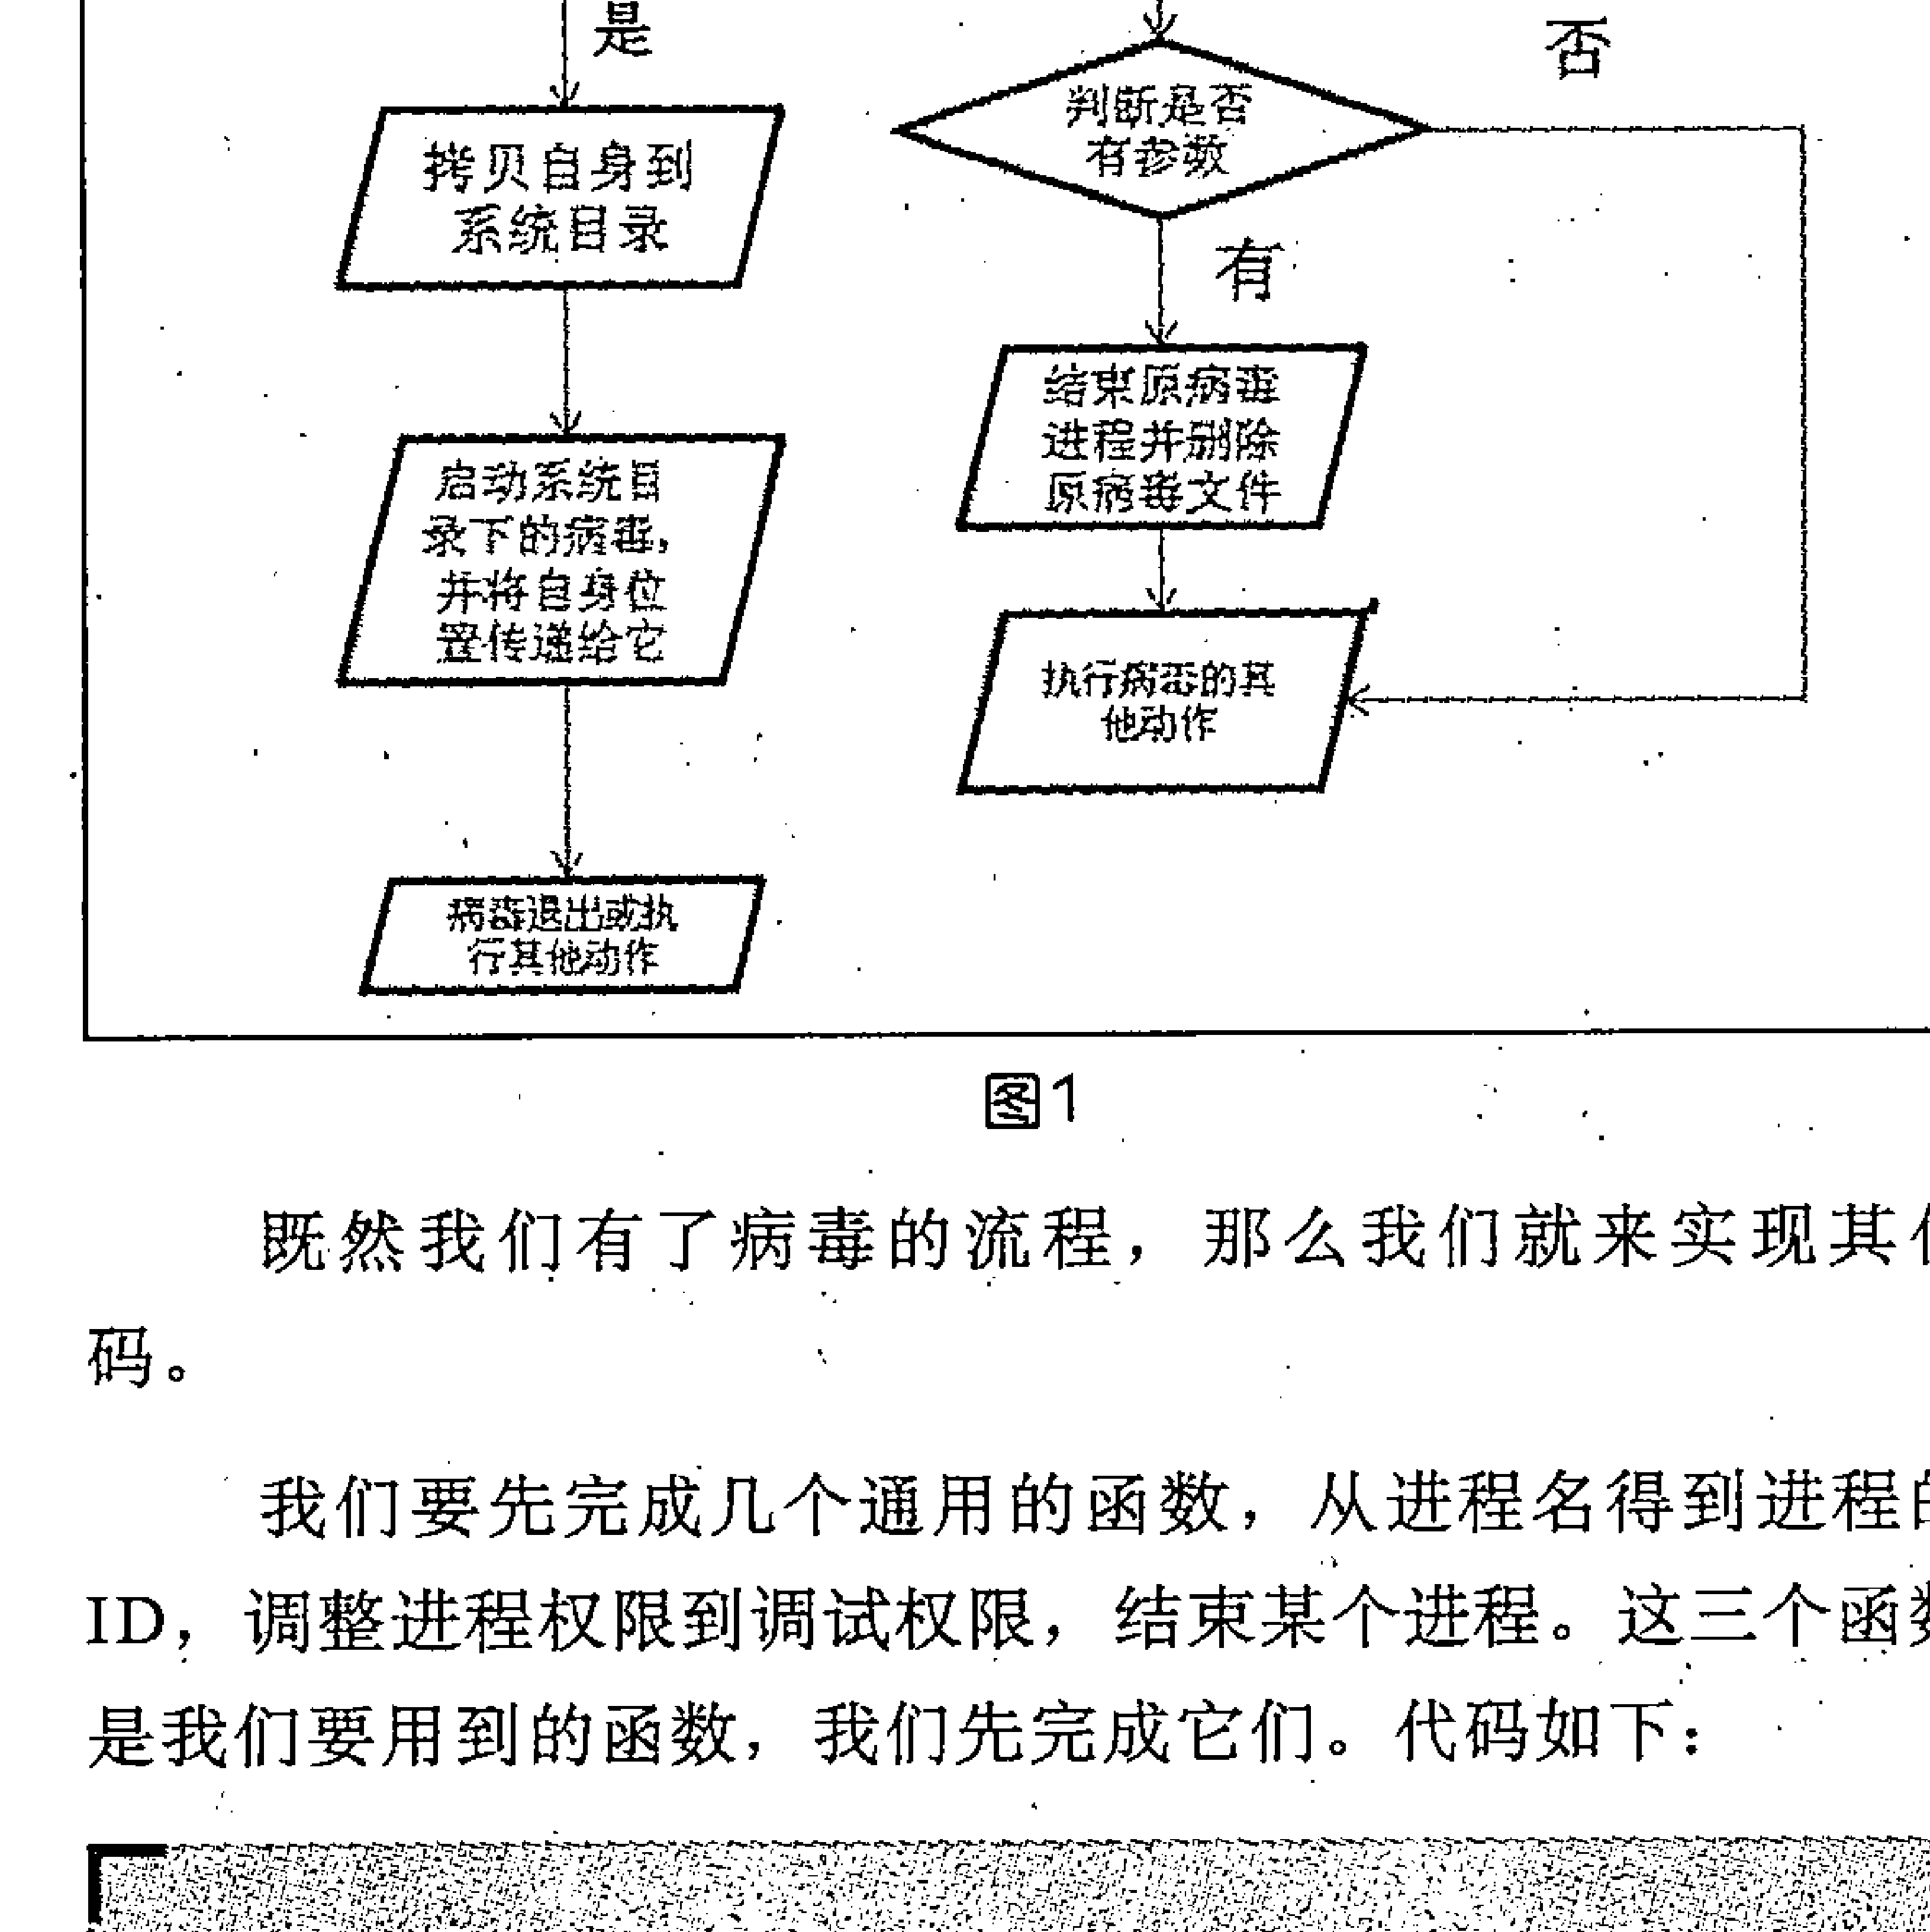 是
拷贝自身到
系统目录
启动系统目
录下的病毒，
并将自身位
置传递给它
病毒退出或执
行其他动作
否
判断是否
有参数
有
结束原病毒
进程并删除
原病毒文件
执行病毒的其
他动作
图1
既然我们有了病毒的流程，那么我们就来实现其
码。
我们要先完成几个通用的函数，从进程名得到进程的
ID，调整进程权限到调试权限，结束某个进程。这三个函数
是我们要用到的函数，我们先完成它们。代码如下：